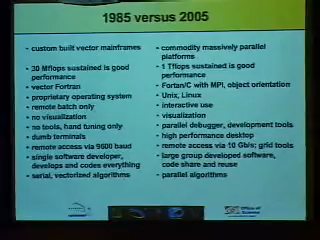 1985 versus 2005
• custom built vector mainframes
• 30 Mflops sustained is good
performance
• vector Fortran
• proprietary operating system
• remote batch only
• no visualization
• no tools, hand tuning only
• dumb terminals
• remote access via 9600 baud
• single software developer,
develops and codes everything
• serial, vectorized algorithms
• commodity massively parallel
platforms
• 1 Tflops sustained is good
performance
• Fortan/C with MPI, object orientation
• Unix, Linux
• interactive use
• visualization
• parallel debugger, development tools
• high performance desktop
• remote access via 10 Gb/s; grid tools
• large group developed software,
code share and reuse
• parallel algorithms
Office of
Science